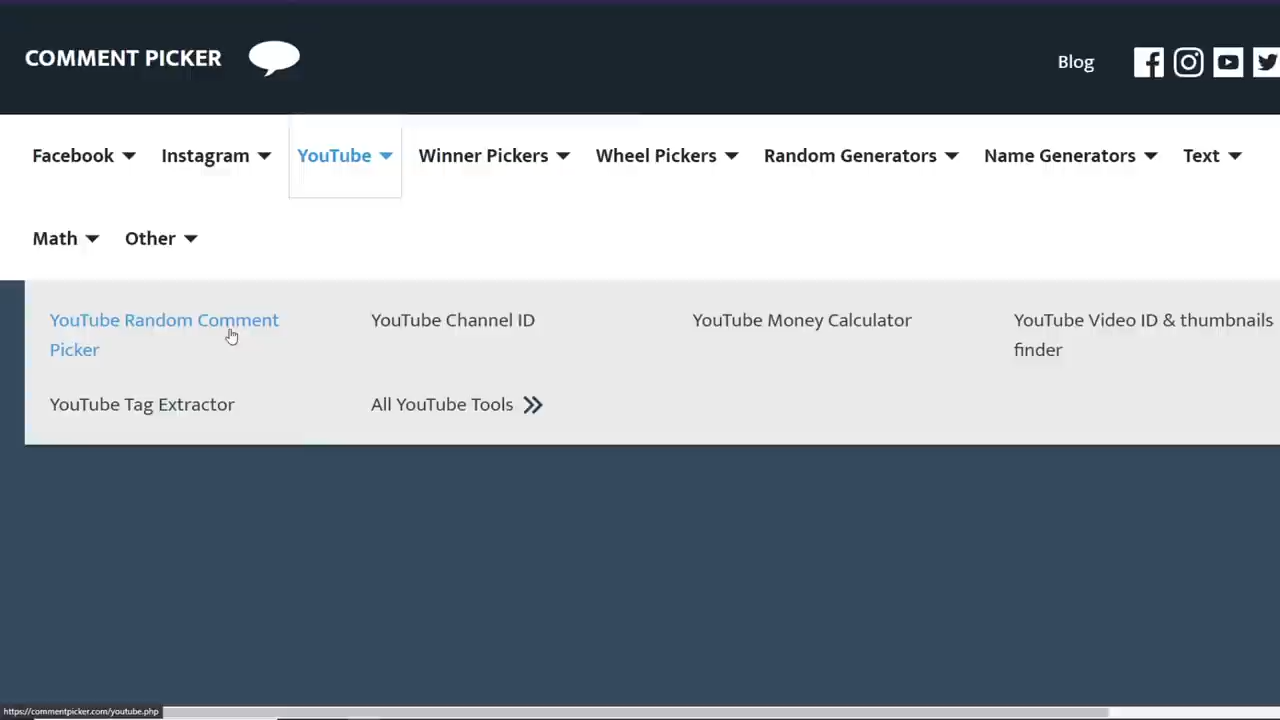 COMMENT PICKER
Blog
Facebook Instagram YouTube Winner Pickers Wheel Pickers Random Generators Name Generators Text
Math Other
YouTube Random Comment
Picker
YouTube Channel ID
YouTube Money Calculator
YouTube Video ID & thumbnails
finder
YouTube Tag Extractor
All YouTube Tools
https://commentpicker.com/youtube.php